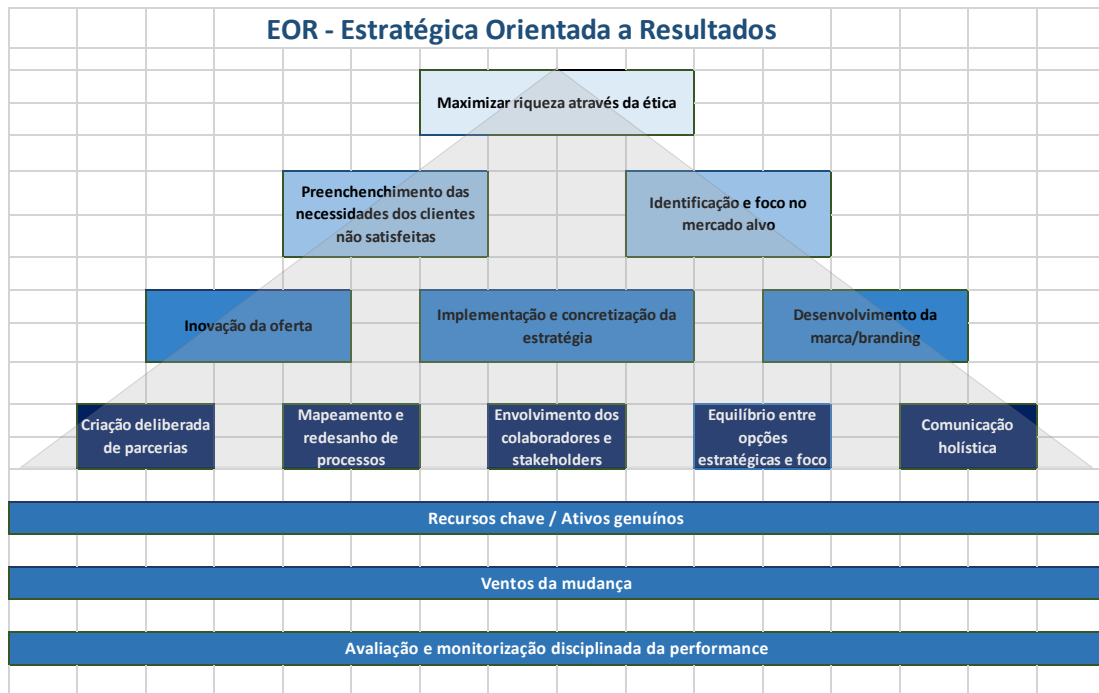 EOR - Estratégica Orientada a Resultados
Maximizar riqueza através da ética
Preenchenchimento das
necessidades dos clientes
não satisfeitas
Identificação e foco no
mercado alvo
Inovação da oferta
Implementação e concretização da
estratégia
Desenvolvimento da
marca/branding
Criação deliberada
de parcerias
Mapeamento e
redesanho de
processos
Envolvimento dos
colaboradores e
stakeholders
Equilíbrio entre
opções
estratégicas e foco
Comunicação
holística
Recursos chave / Ativos genuínos
Ventos da mudança
Avaliação e monitorização disciplinada da performance